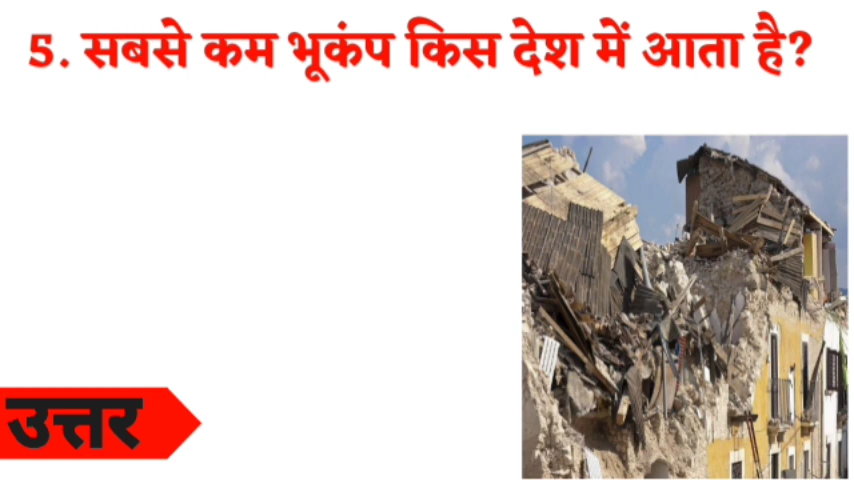 5. सबसे कम भूकंप किस देश में आता है?
उत्तर